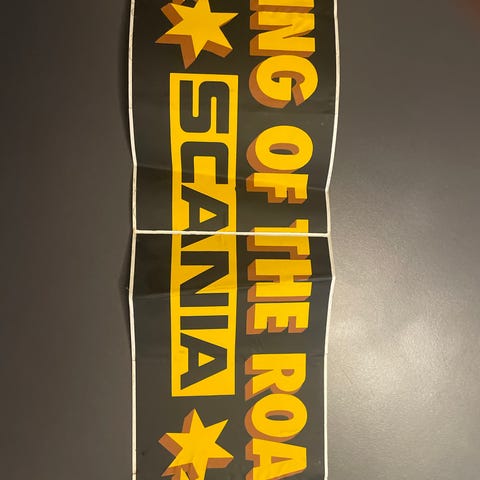 ING OF THE ROA
SCANIA